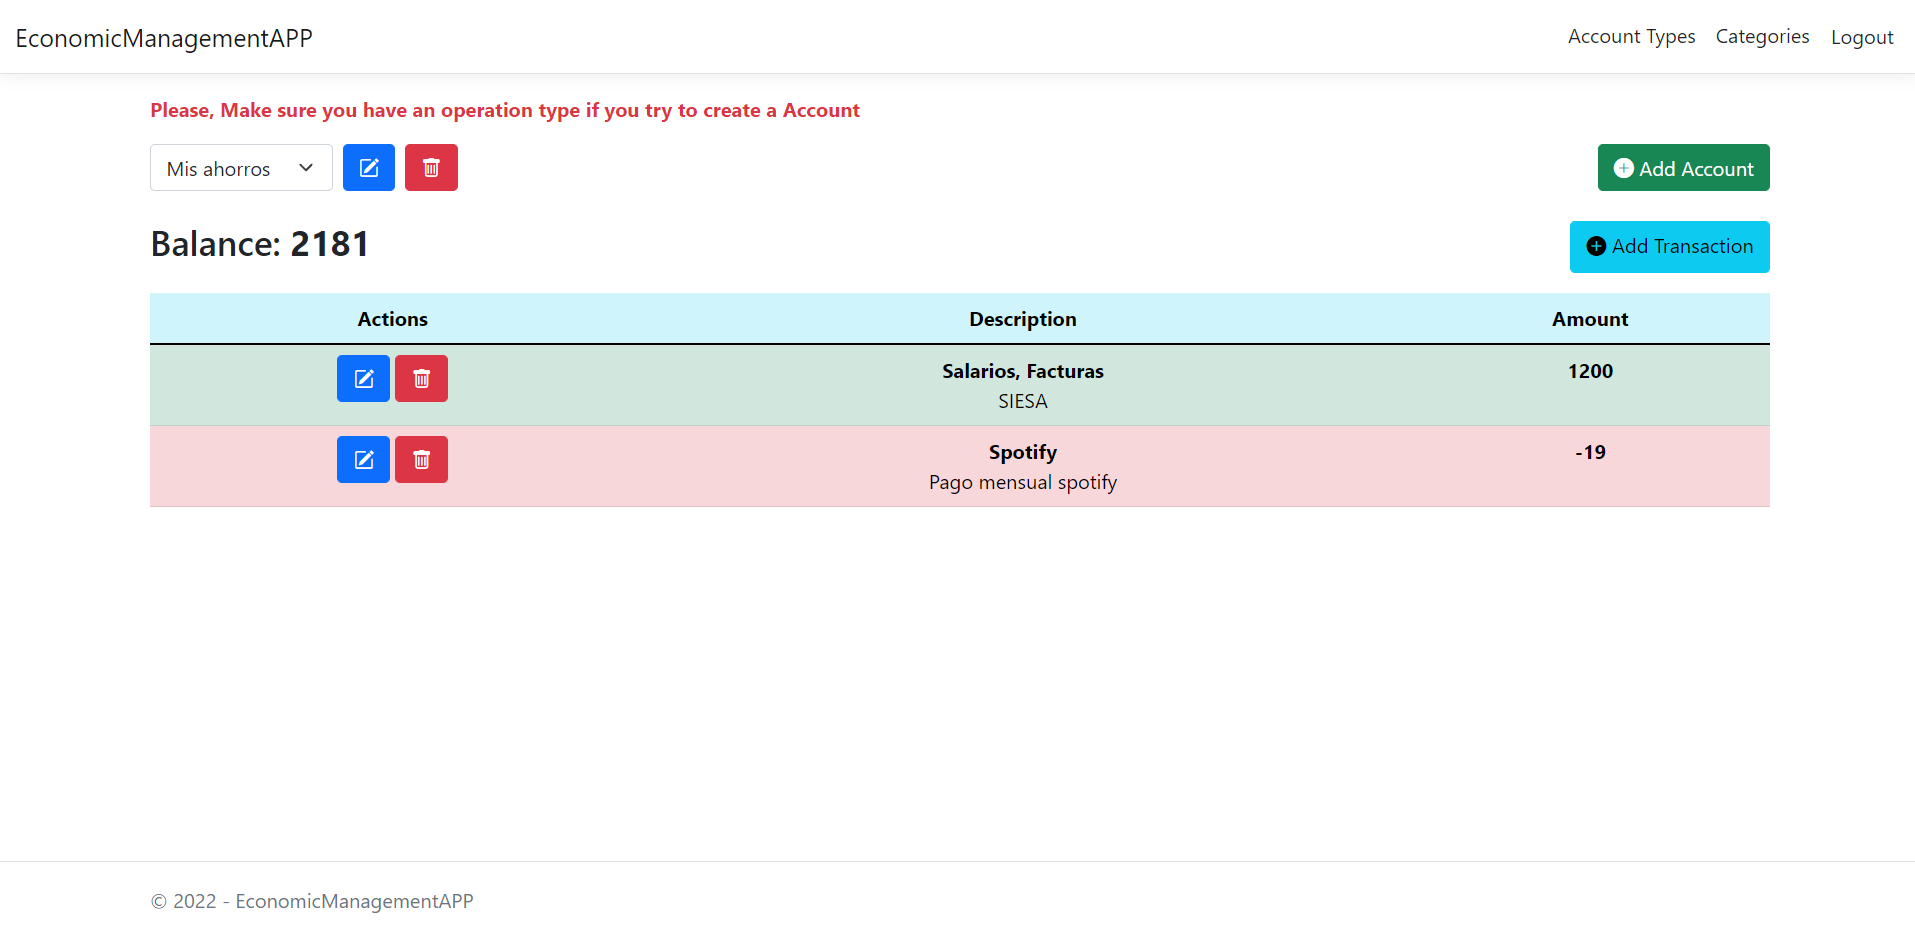 EconomicManagementAPP
Account Types Categories Logout
Please, Make sure you have an operation type if you try to create a Account
Mis ahorros
Add Account
Balance: 2181
Add Transaction
Actions Description Amount
Salarios, Facturas 1200
SIESA
Spotify -19
Pago mensual spotify
© 2022 - EconomicManagementAPP